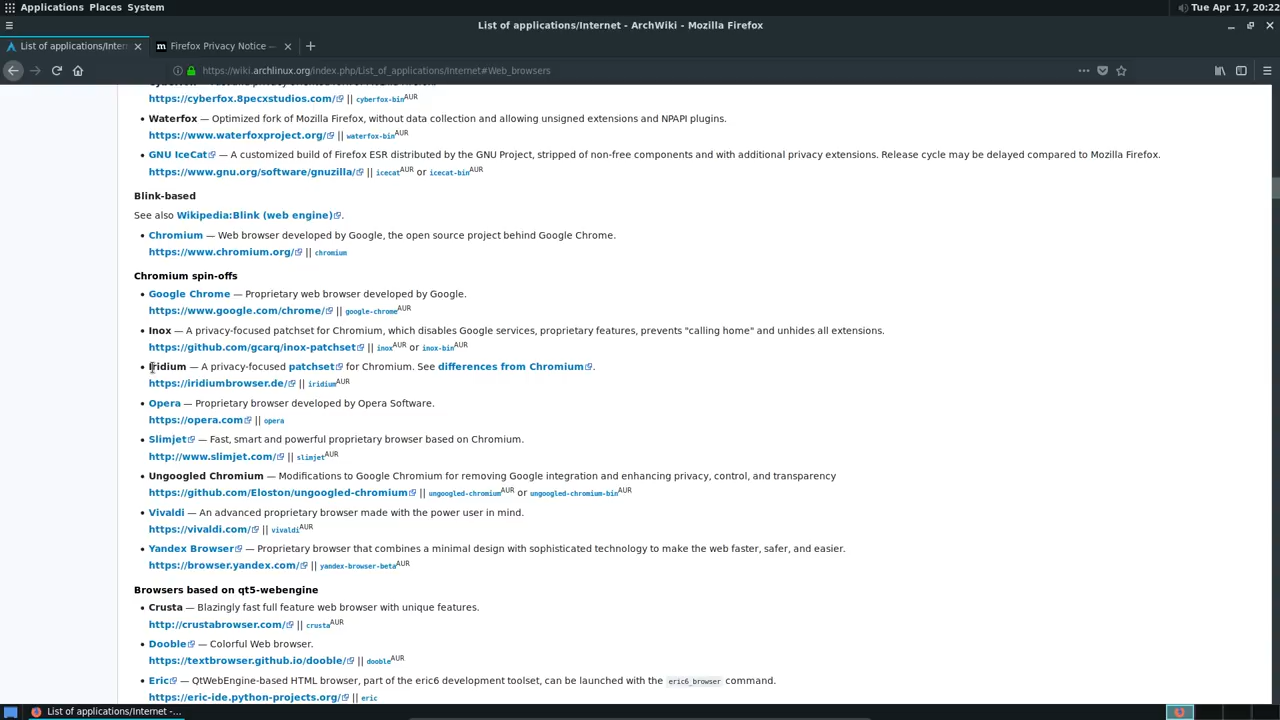 Applications Places System
Tue Apr 17, 20:22
List of applications/Internet - ArchWiki - Mozilla Firefox
List of applications/Inter
Firefox Privacy Notice —
https://wiki.archlinux.org/index.php/List_of_applications/Internet#Web_browsers
https://cyberfox.8pecxstudios.com/ || cyberfox-binAUR
• Waterfox — Optimized fork of Mozilla Firefox, without data collection and allowing unsigned extensions and NPAPI plugins.
https://www.waterfoxproject.org/ || waterfox-binAUR
• GNU IceCat — A customized build of Firefox ESR distributed by the GNU Project, stripped of non-free components and with additional privacy extensions. Release cycle may be delayed compared to Mozilla Firefox.
https://www.gnu.org/software/gnuzilla/ || icecatAUR or icecat-binAUR
Blink-based
See also Wikipedia:Blink (web engine).
• Chromium — Web browser developed by Google, the open source project behind Google Chrome.
https://www.chromium.org/ || chromium
Chromium spin-offs
• Google Chrome — Proprietary web browser developed by Google.
https://www.google.com/chrome/ || google-chromeAUR
• Inox — A privacy-focused patchset for Chromium, which disables Google services, proprietary features, prevents "calling home" and unhides all extensions.
https://github.com/gcarq/inox-patchset || inoxAUR or inox-binAUR
• Iridium — A privacy-focused patchset for Chromium. See differences from Chromium.
https://iridiumbrowser.de/ || iridiumAUR
• Opera — Proprietary browser developed by Opera Software.
https://opera.com || opera
• Slimjet — Fast, smart and powerful proprietary browser based on Chromium.
http://www.slimjet.com/ || slimjetAUR
• Ungoogled Chromium — Modifications to Google Chromium for removing Google integration and enhancing privacy, control, and transparency
https://github.com/Eloston/ungoogled-chromium || ungoogled-chromiumAUR or ungoogled-chromium-binAUR
• Vivaldi — An advanced proprietary browser made with the power user in mind.
https://vivaldi.com/ || vivaldiAUR
• Yandex Browser — Proprietary browser that combines a minimal design with sophisticated technology to make the web faster, safer, and easier.
https://browser.yandex.com/ || yandex-browser-betaAUR
Browsers based on qt5-webengine
• Crusta — Blazingly fast full feature web browser with unique features.
http://crustabrowser.com/ || crustaAUR
• Dooble — Colorful Web browser.
https://textbrowser.github.io/dooble/ || doobleAUR
• Eric — QtWebEngine-based HTML browser, part of the eric6 development toolset, can be launched with the eric6_browser command.
https://eric-ide.python-projects.org/ || eric
List of applications/Internet -...